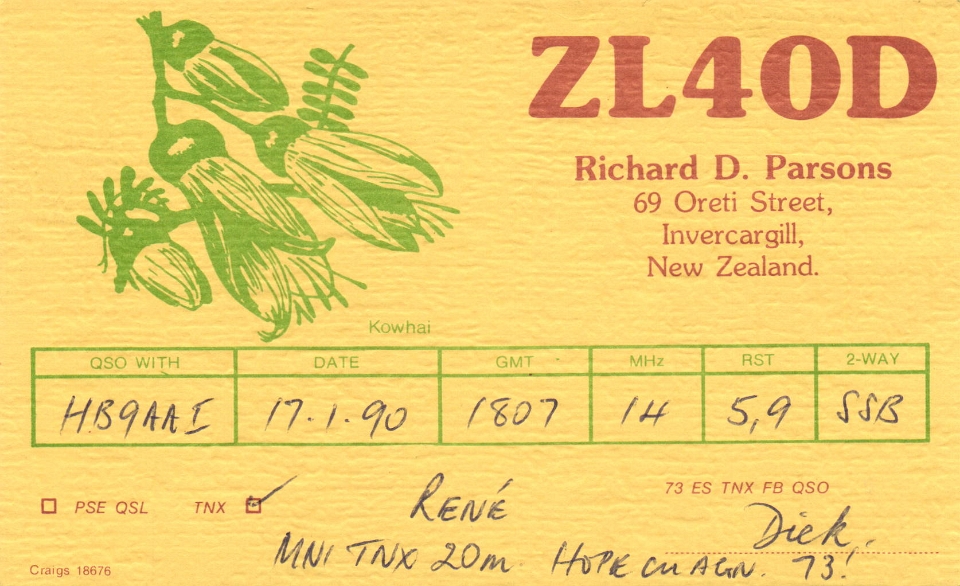 ZL4OD
Richard D. Parsons
69 Oreti Street,
Invercargill,
New Zealand.
Kowhai
QSO WITH DATE GMT MHz RST 2-WAY
HB9AAI 17.1.90 1807 14 5,9 SSB
PSE QSL TNX
73 ES TNX FB QSO
RENÉ
Dick.
MNI TNX 20m. HOPE CU AGN. 73!
Craigs 18676